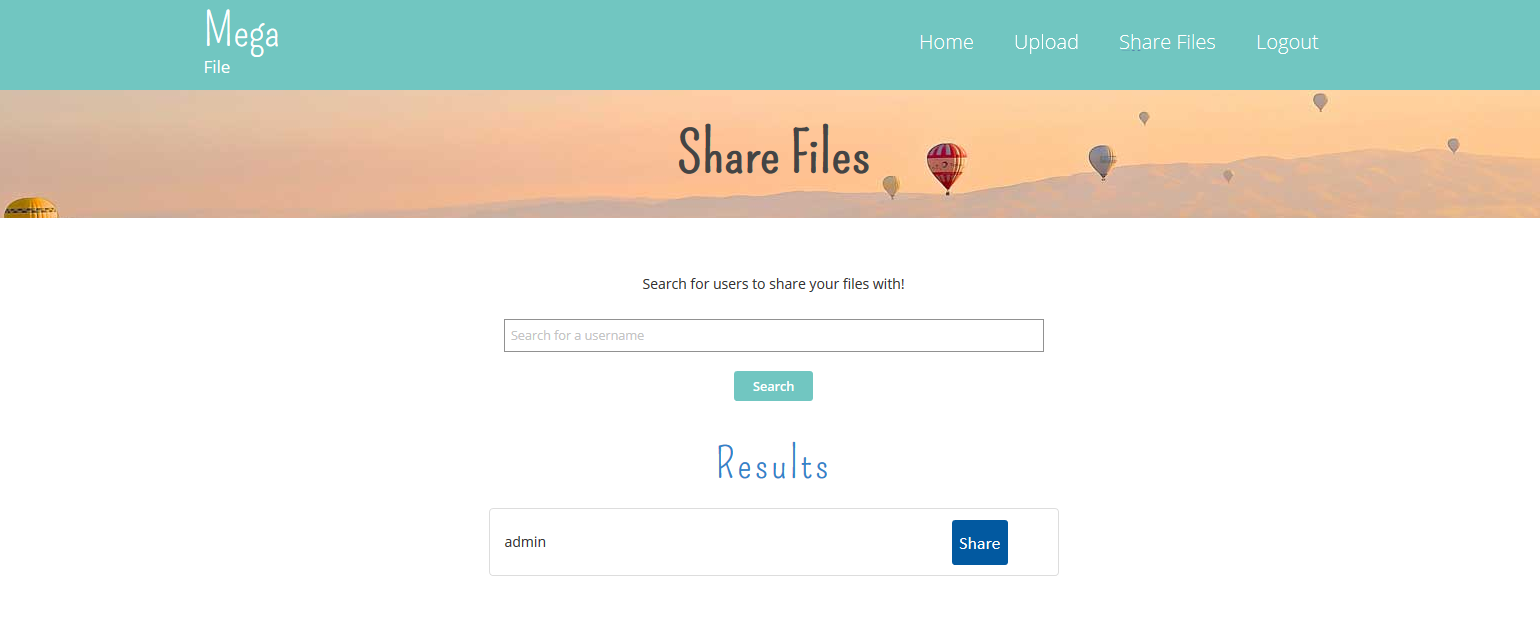 Mega
File
Home Upload Share Files Logout
Share Files
Search for users to share your files with!
Search for a username
Search
Results
admin Share